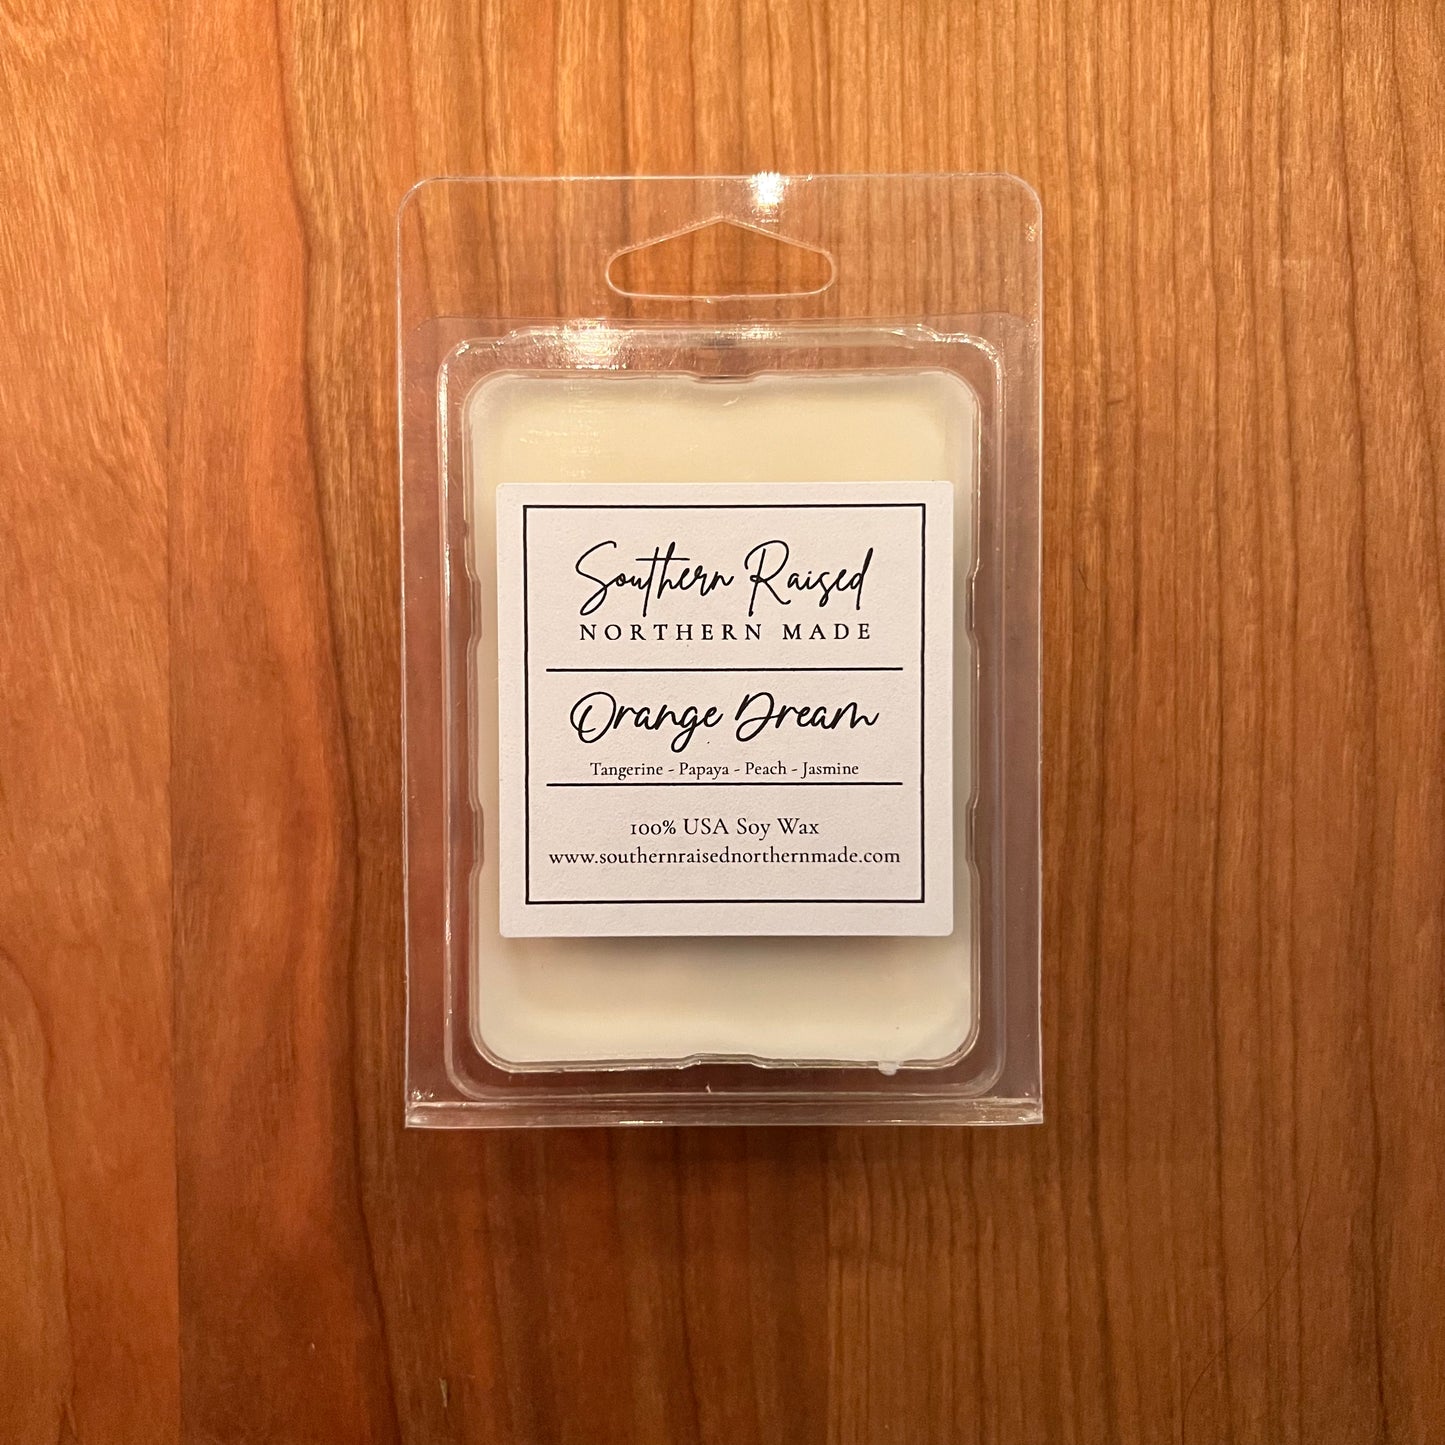 Southern Raised
NORTHERN MADE
Orange Dream
Tangerine - Papaya - Peach - Jasmine
100% USA Soy Wax
www.southernraisednorthernmade.com